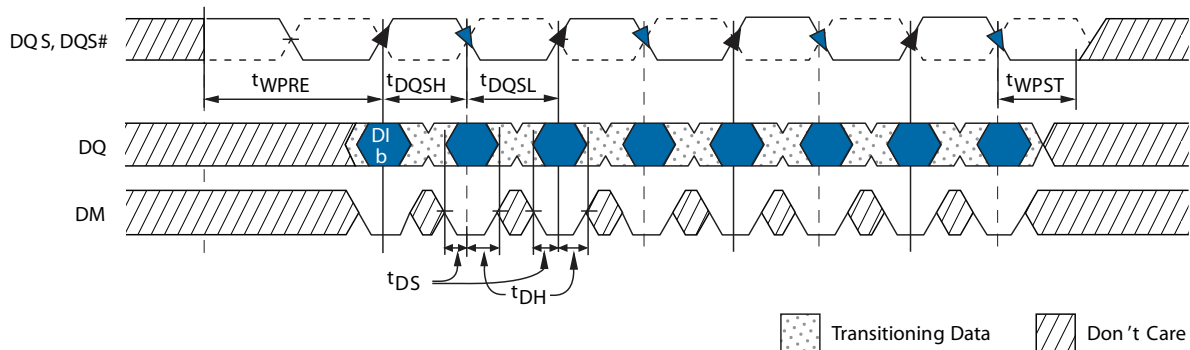 DQS, DQS#
tWPRE
tDQSH
tDQSL
tWPST
DQ
DI
b
DM
tDS
tDH
Transitioning Data
Don't Care